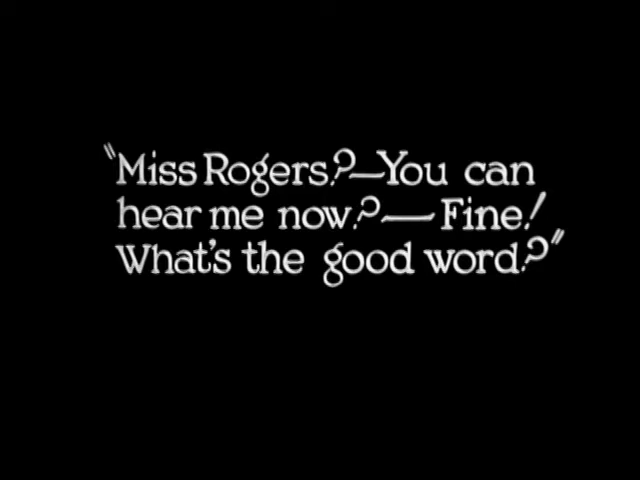 "Miss Rogers?—You can
hear me now?—Fine!
What's the good word?"